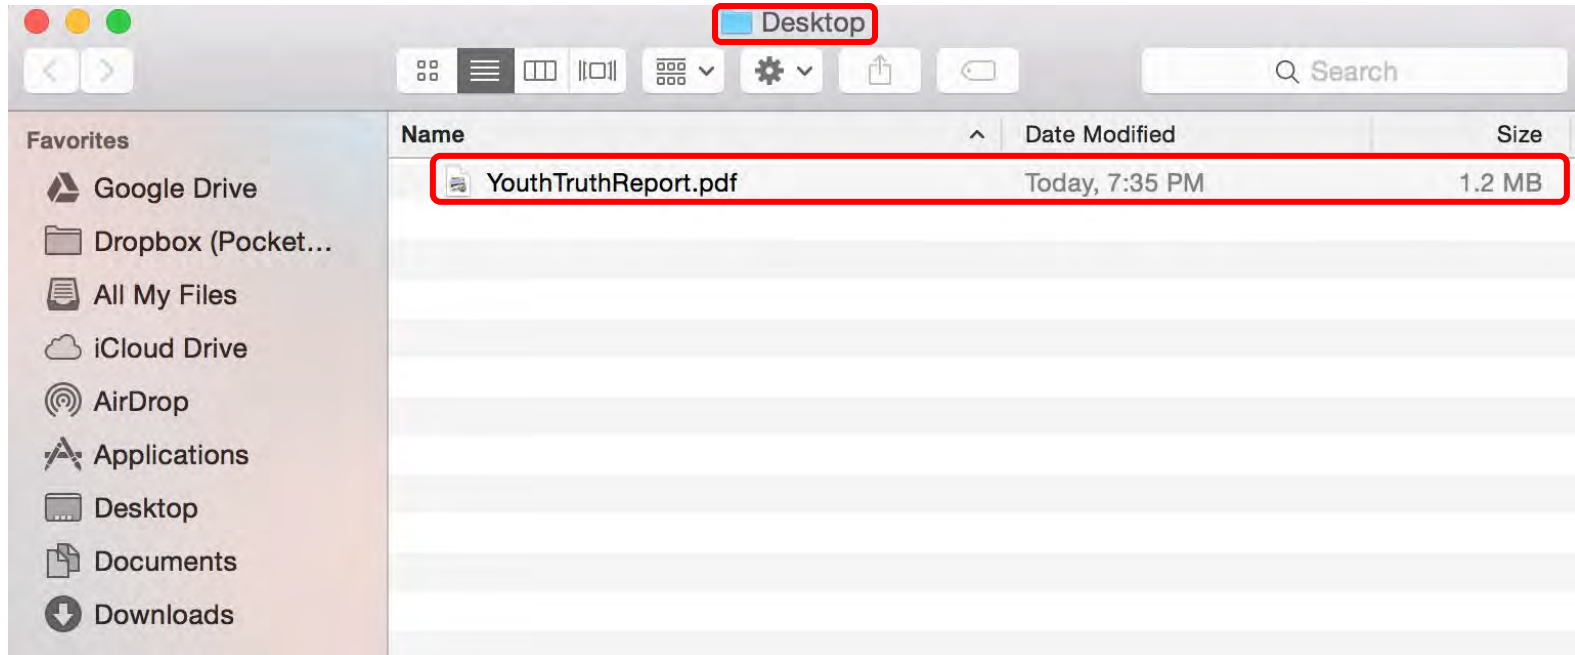 Desktop
Search
Favorites
Name Date Modified Size
Google Drive
YouthTruthReport.pdf Today, 7:35 PM 1.2 MB
Dropbox (Pocket...
All My Files
iCloud Drive
AirDrop
Applications
Desktop
Documents
Downloads